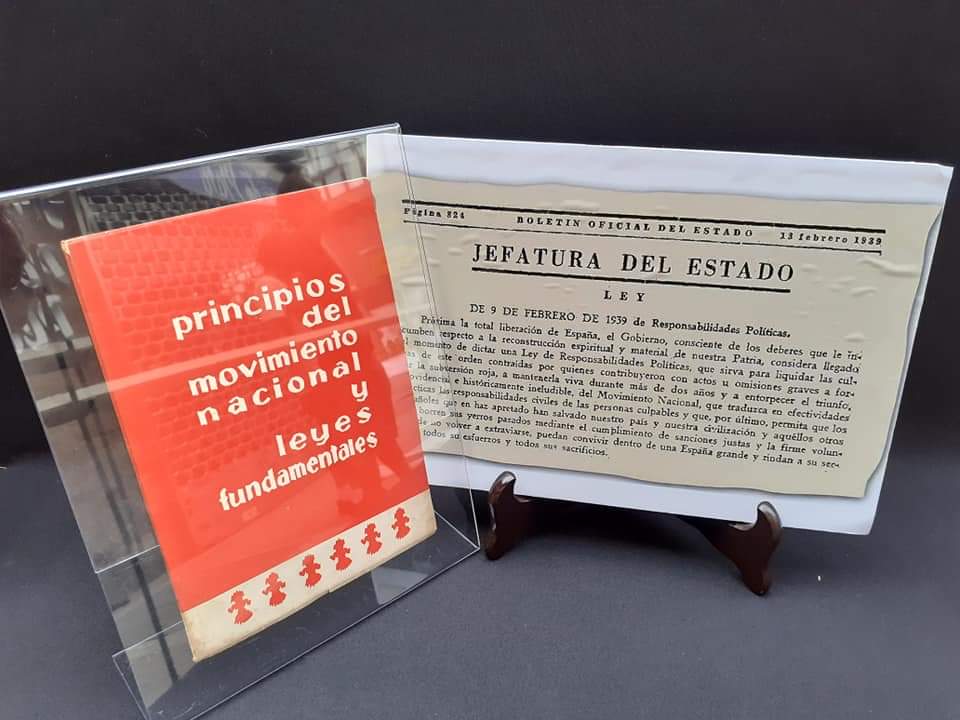 principios
del
movimiento
nacional
y
leyes
fundamentales
Página 824
BOLETIN OFICIAL DEL ESTADO
13 febrero 1939
JEFATURA DEL ESTADO
LEY
DE 9 DE FEBRERO DE 1939 de Responsabilidades Políticas.
Próxima la total liberación de España, el Gobierno, consciente de los deberes que le in-
cumben respecto a la reconstrucción espiritual y material de nuestra Patria, considera llegado
el momento de dictar una Ley de Responsabilidades Políticas, que sirva para liquidar las cul-
pas de este orden contraídas por quienes contribuyeron con actos u omisiones graves a for-
jar la subversión roja, a mantenerla viva durante más de dos años y a entorpecer el triunfo,
providencial e históricamente ineludible, del Movimiento Nacional, que traduzca en efectividades
prácticas las responsabilidades civiles de las personas culpables y que, por último, permita que los
españoles que en haz apretado han salvado nuestro país y nuestra civilización y aquéllos otros
borren sus yerros pasados mediante el cumplimiento de sanciones justas y la firme volun-
de no volver a extraviarse, puedan convivir dentro de una España grande y rindan a su ser-
todos su esfuerzos y todos sus sacrificios.